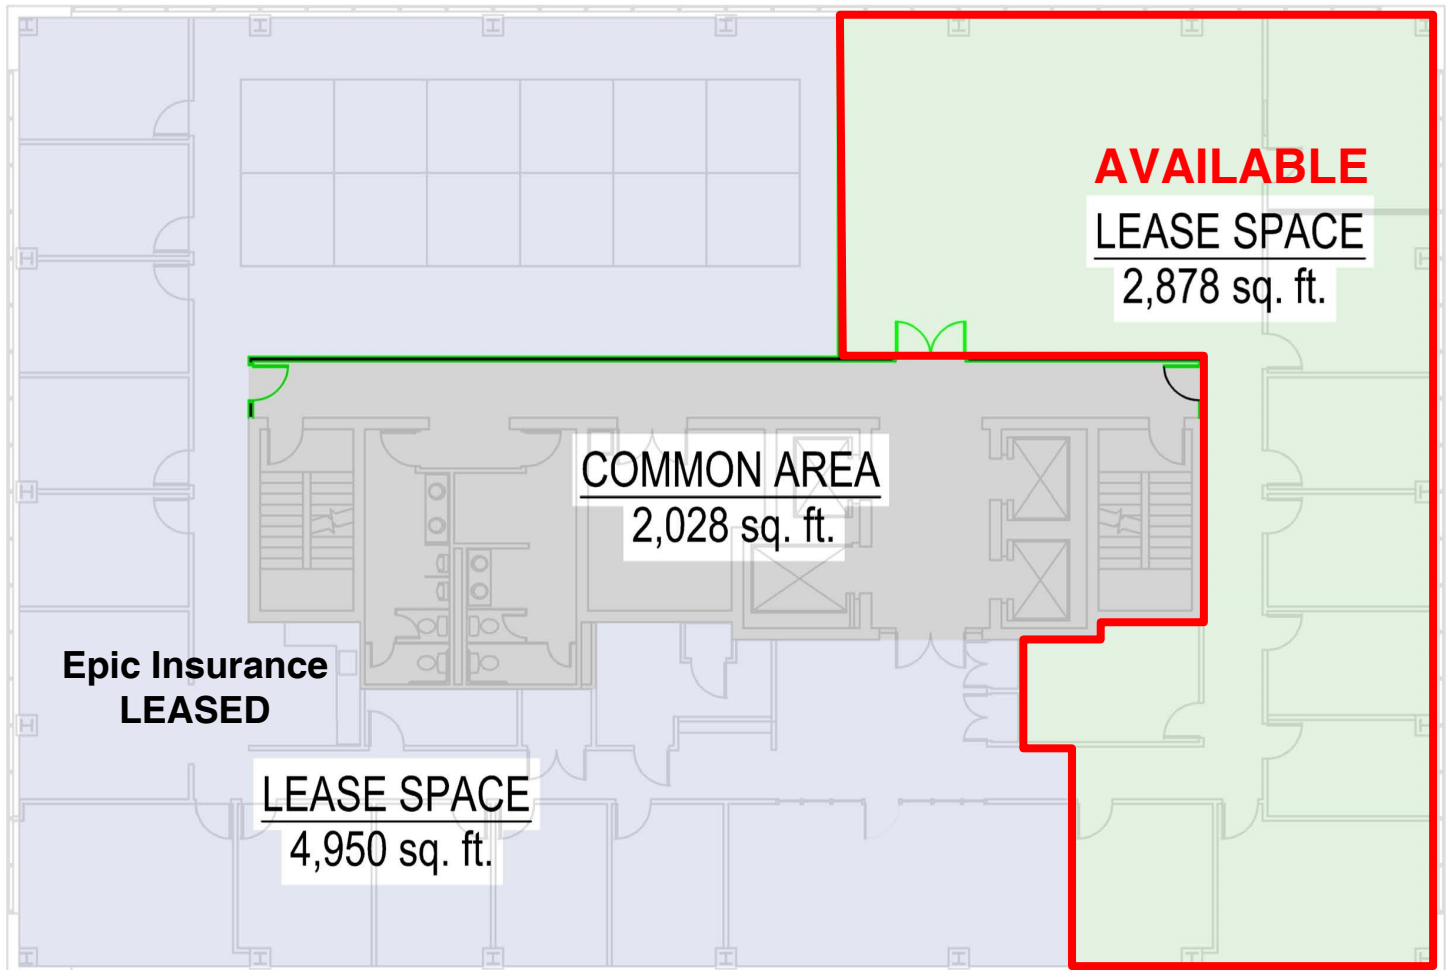 AVAILABLE
LEASE SPACE
2,878 sq. ft.
COMMON AREA
2,028 sq. ft.
Epic Insurance
LEASED
LEASE SPACE
4,950 sq. ft.